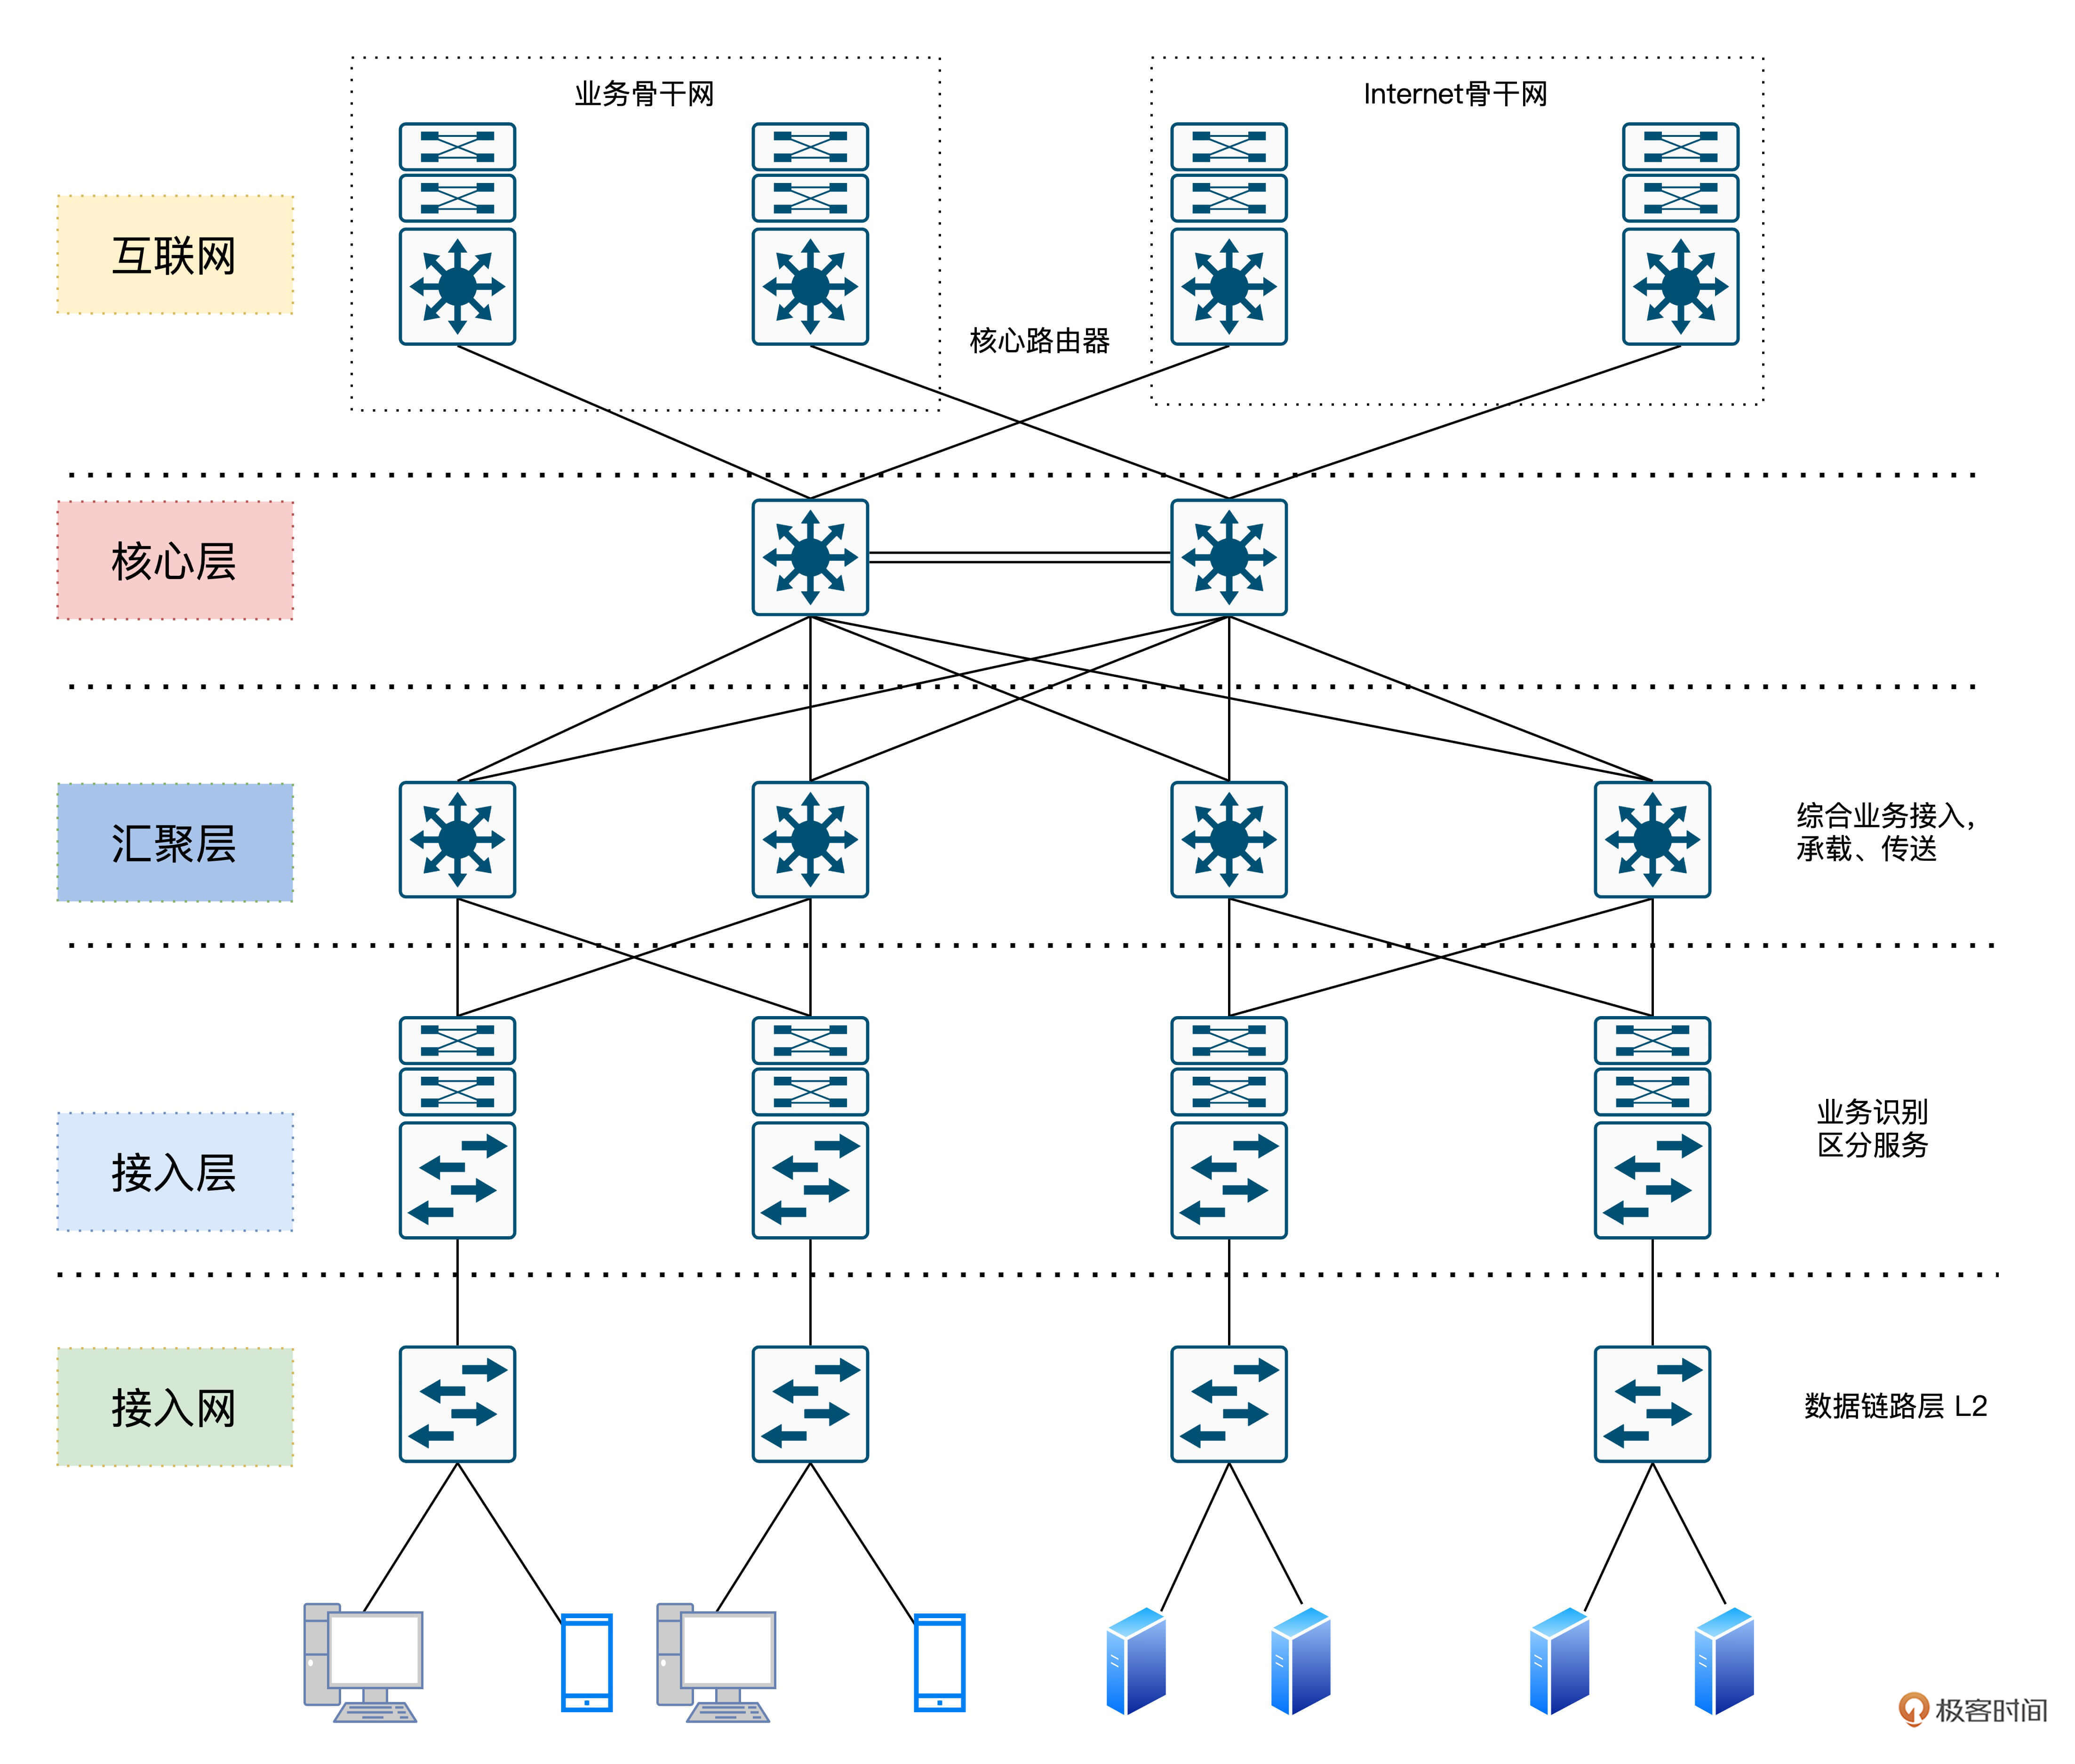 业务骨干网
Internet骨干网
互联网
核心路由器
核心层
汇聚层
综合业务接入，
承载、传送
接入层
业务识别
区分服务
接入网
数据链路层 L2
极客时间